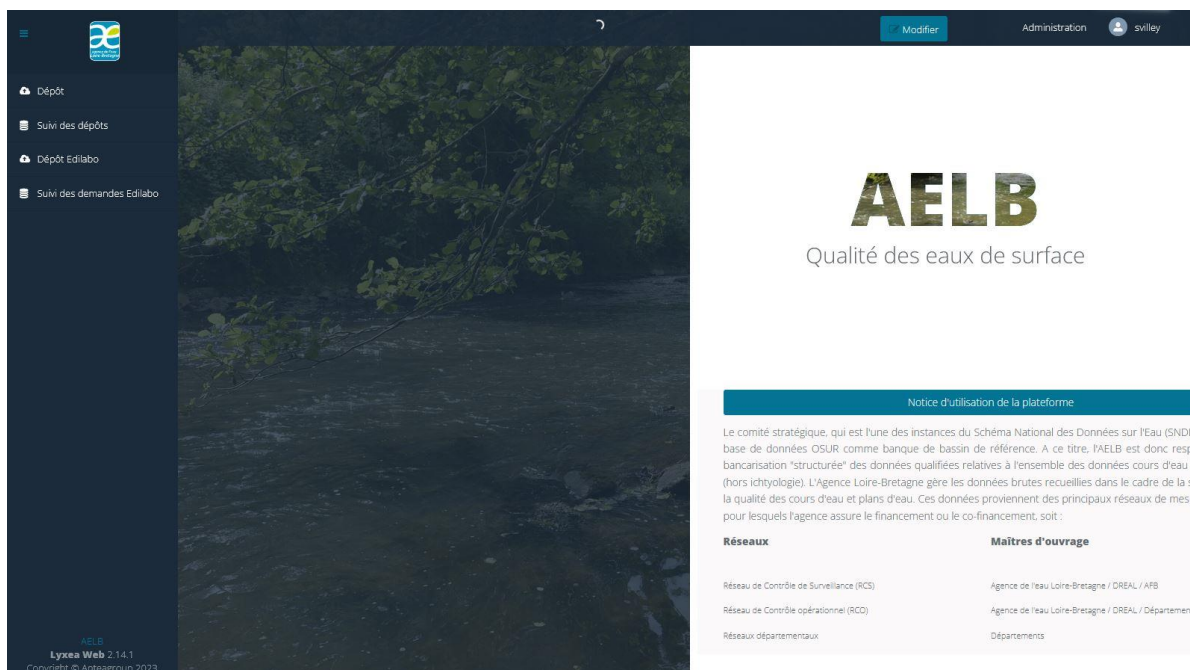 Modifier
Administration
svilley
Dépôt
Suivi des dépôts
Dépôt Edilabo
Suivi des demandes Edilabo
AELB
Qualité des eaux de surface
Notice d'utilisation de la plateforme
Le comité stratégique, qui est l'une des instances du Schéma National des Données sur l'Eau
base de données OSUR comme banque de bassin de référence. A ce titre, l'AELB est donc
bancarisation "structurée" des données qualifiées relatives à l'ensemble des données cours d'eau
(hors ichtyologie). L'Agence Loire-Bretagne gère les données brutes recueillies dans le cadre de la
la qualité des cours d'eau et plans d'eau. Ces données proviennent des principaux réseaux de
pour lesquels l'agence assure le financement ou le co-financement, soit :
Réseaux
Maîtres d'ouvrage
Réseau de Contrôle de Surveillance (RCS)
Agence de l'eau Loire-Bretagne / DREAL / AFB
Réseau de Contrôle opérationnel (RCO)
Agence de l'eau Loire-Bretagne / DREAL /
Réseaux départementaux
Départements
AELB
Lyxea Web 2.14.1
Copyright © Anteagroup 2023